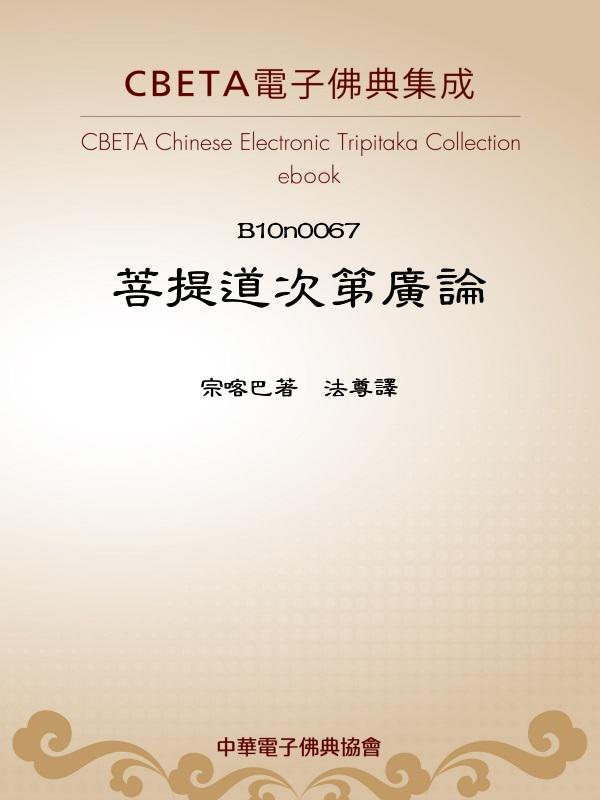 CBETA電子佛典集成
CBETA Chinese Electronic Tripitaka Collection
ebook
B10n0067
菩提道次第廣論
宗喀巴著　法尊譯
中華電子佛典協會